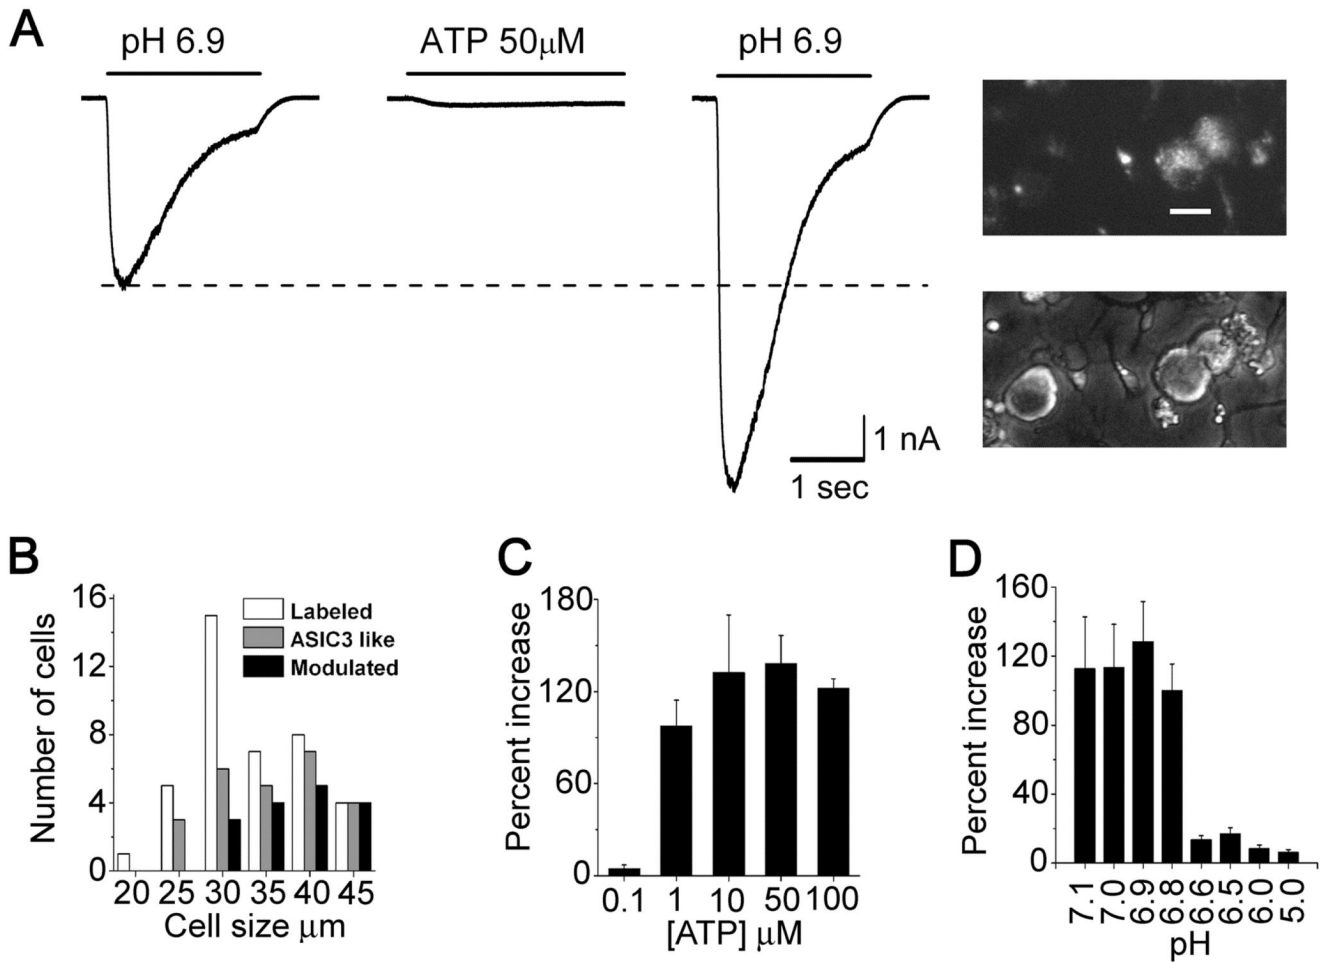 A
pH 6.9
ATP 50μM
pH 6.9
1 nA
1 sec
B
Number of cells
16
12
8
4
0
Labeled
ASIC3 like
Modulated
20 25 30 35 40 45
Cell size μm
C
Percent increase
180
120
60
0
0.1 1 10 50 100
[ATP] μM
D
Percent increase
160
120
80
40
0
7.1 7.0 6.9 6.8 6.6 6.5 6.0 5.0
pH